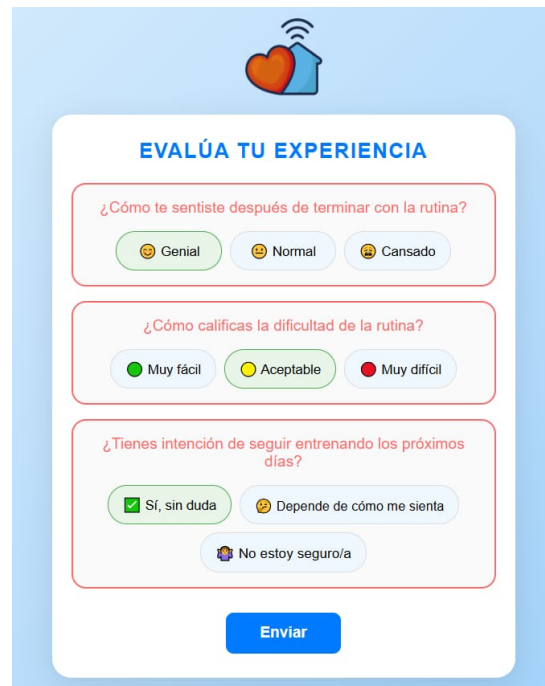 EVALÚA TU EXPERIENCIA
¿Cómo te sentiste después de terminar con la rutina?
Genial
Normal
Cansado
¿Cómo calificas la dificultad de la rutina?
Muy fácil
Aceptable
Muy difícil
¿Tienes intención de seguir entrenando los próximos
días?
Sí, sin duda
Depende de cómo me sienta
No estoy seguro/a
Enviar